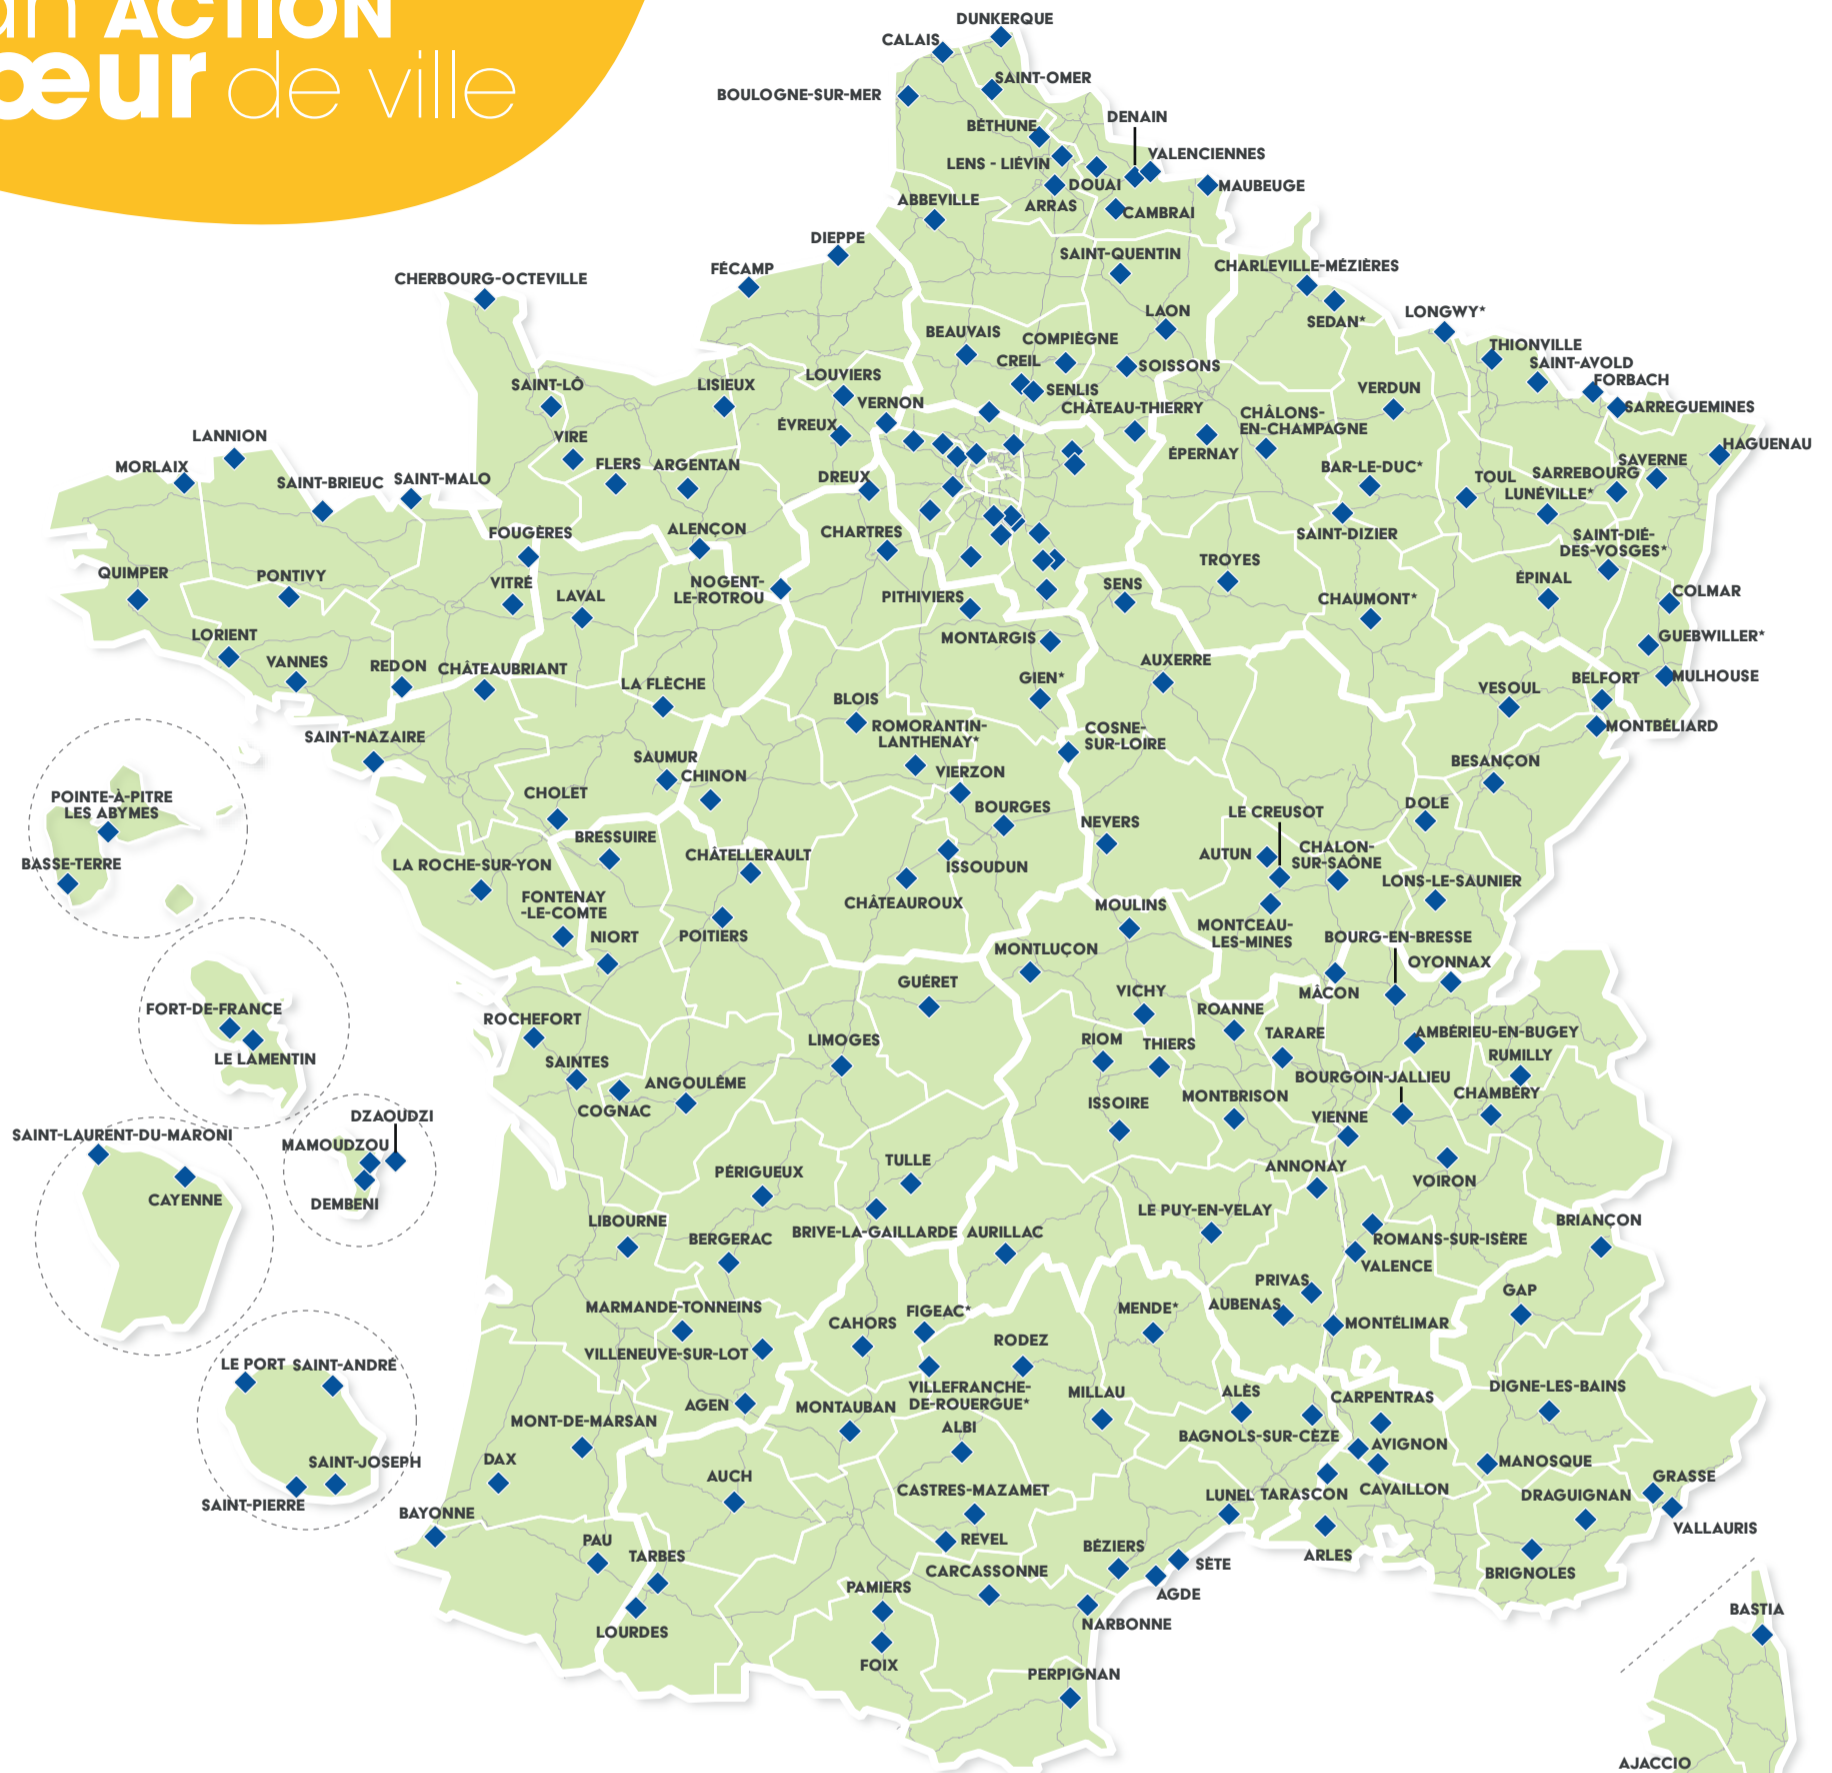 an ACTION
cœur de ville
DUNKERQUE
CALAIS
SAINT-OMER
BOULOGNE-SUR-MER
DENAIN
BÉTHUNE
VALENCIENNES
LENS - LIÉVIN
DOUAI
MAUBEUGE
ABBEVILLE
ARRAS
CAMBRAI
DIEPPE
SAINT-QUENTIN
FÉCAMP
CHARLEVILLE-MÉZIÈRES
CHERBOURG-OCTEVILLE
LAON
SEDAN*
LONGWY*
BEAUVAIS
COMPIÈGNE
THIONVILLE
CREIL
SOISSONS
SAINT-AVOLD
LOUVIERS
SENLIS
FORBACH
SAINT-LÔ
LISIEUX
VERDUN
VERNON
CHÂTEAU-THIERRY
SARREGUEMINES
CHÂLONS-
EN-CHAMPAGNE
ÉVREUX
LANNION
VIRE
ÉPERNAY
HAGUENAU
MORLAIX
FLERS
ARGENTAN
BAR-LE-DUC*
SAVERNE
SAINT-BRIEUC
SAINT-MALO
DREUX
TOUL
SARREBOURG
LUNÉVILLE*
FOUGÈRES
ALENÇON
CHARTRES
SAINT-DIZIER
SAINT-DIÉ-
DES-VOSGES*
QUIMPER
PONTIVY
VITRÉ
LAVAL
NOGENT-
LE-ROTROU
PITHIVIERS
SENS
TROYES
ÉPINAL
CHAUMONT*
COLMAR
LORIENT
MONTARGIS
GUEBWILLER*
VANNES
REDON
CHÂTEAUBRIANT
LA FLÈCHE
GIEN*
AUXERRE
VESOUL
BELFORT
MULHOUSE
BLOIS
ROMORANTIN-
LANTHENAY*
COSNE-
SUR-LOIRE
MONTBÉLIARD
SAINT-NAZAIRE
SAUMUR
CHINON
VIERZON
BESANÇON
POINTE-À-PITRE
LES ABYMES
CHOLET
BOURGES
NEVERS
LE CREUSOT
DOLE
BRESSUIRE
CHÂTELLERAULT
ISSOUDUN
AUTUN
CHALON-
SUR-SAÔNE
BASSE-TERRE
LA ROCHE-SUR-YON
LONS-LE-SAUNIER
FONTENAY
-LE-COMTE
CHÂTEAUROUX
MOULINS
MONTCEAU-
LES-MINES
NIORT
POITIERS
MONTLUÇON
BOURG-EN-BRESSE
OYONNAX
GUÉRET
VICHY
MÂCON
FORT-DE-FRANCE
ROCHEFORT
ROANNE
LE LAMENTIN
LIMOGES
RIOM
THIERS
TARARE
AMBÉRIEU-EN-BUGEY
SAINTES
RUMILLY
COGNAC
ANGOULÊME
BOURGOIN-JALLIEU
ISSOIRE
MONTBRISON
CHAMBÉRY
DZAOUDZI
VIENNE
SAINT-LAURENT-DU-MARONI
MAMOUDZOU
CAYENNE
DEMBENI
PÉRIGUEUX
TULLE
ANNONAY
VOIRON
LIBOURNE
BERGERAC
BRIVE-LA-GAILLARDE
AURILLAC
LE PUY-EN-VELAY
ROMANS-SUR-ISÈRE
BRIANÇON
VALENCE
PRIVAS
AUBENAS
GAP
MARMANDE-TONNEINS
FIGEAC*
CAHORS
MENDE*
MONTÉLIMAR
VILLENEUVE-SUR-LOT
RODEZ
LE PORT
SAINT-ANDRÉ
VILLEFRANCHE-
DE-ROUERGUE*
AGEN
MONTAUBAN
MILLAU
ALÈS
CARPENTRAS
DIGNE-LES-BAINS
MONT-DE-MARSAN
ALBI
BAGNOLS-SUR-CÈZE
AVIGNON
SAINT-JOSEPH
DAX
MANOSQUE
SAINT-PIERRE
AUCH
CASTRES-MAZAMET
LUNEL
TARASCON
CAVAILLON
DRAGUIGNAN
GRASSE
BAYONNE
VALLAURIS
PAU
TARBES
REVEL
BÉZIERS
SÈTE
ARLES
CARCASSONNE
AGDE
BRIGNOLES
PAMIERS
NARBONNE
LOURDES
BASTIA
FOIX
PERPIGNAN
AJACCIO